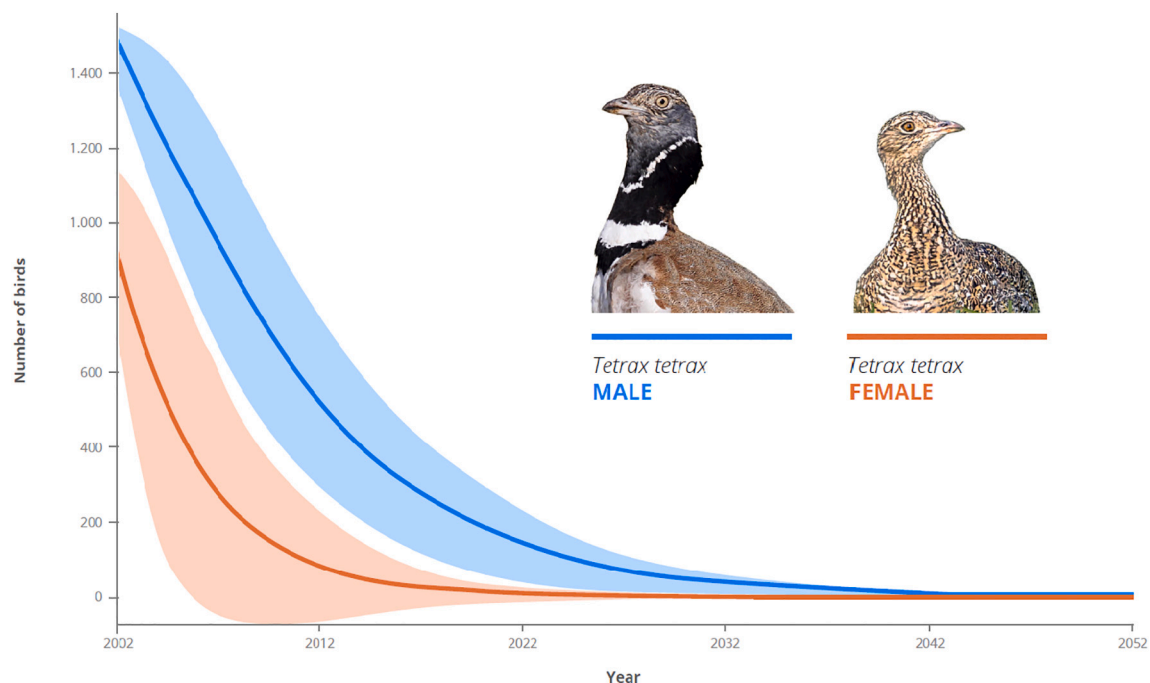 1.400
1.200
1.000
800
600
400
200
0
Number of birds
2002
2012
2022
2032
2042
2052
Year
Tetrax tetrax
MALE
Tetrax tetrax
FEMALE